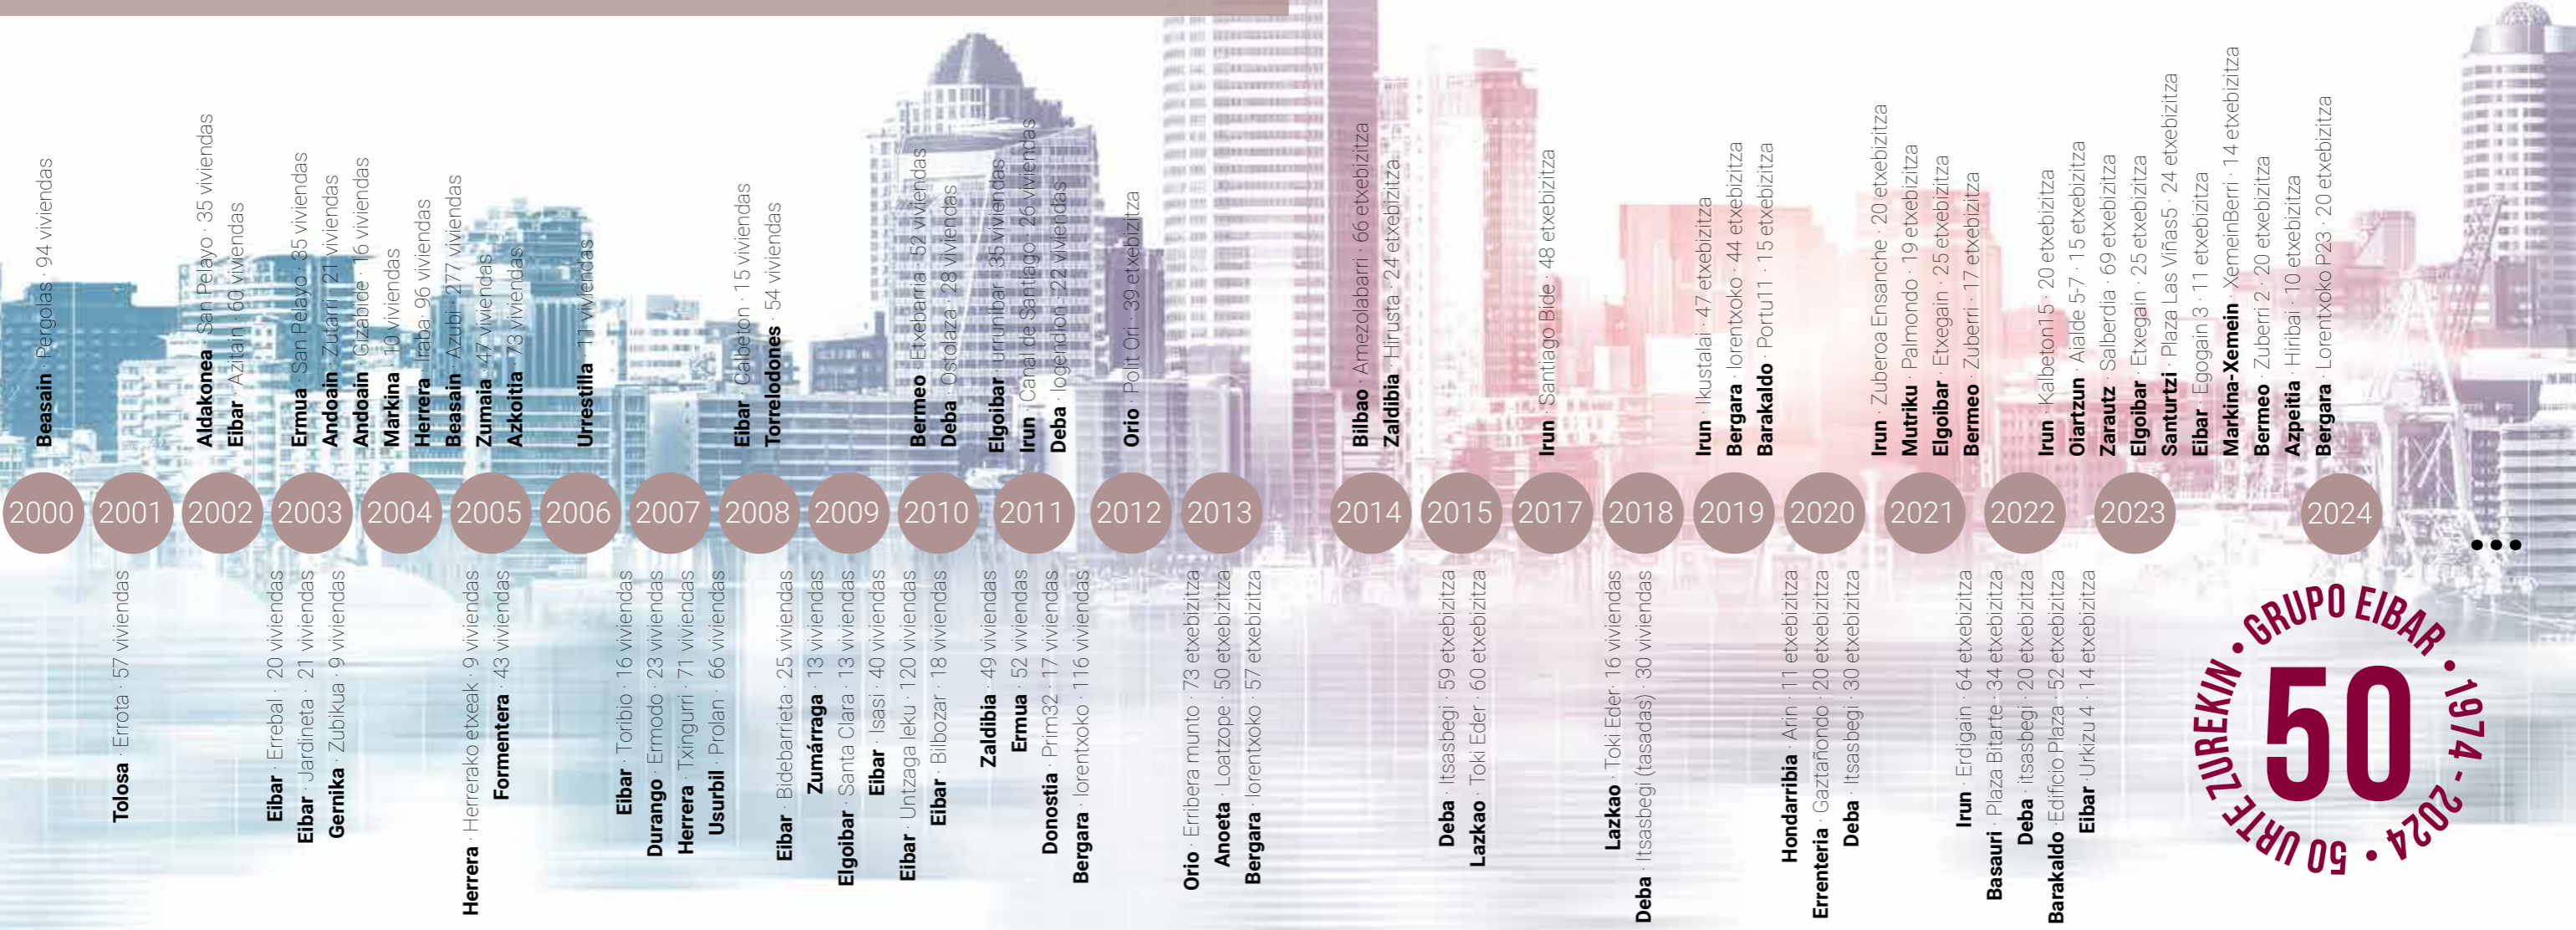 Beasain · Pergolas · 94 viviendas
Aldakonea · San Pelayo · 35 viviendas
Eibar · Azitain · 60 viviendas
Ermua · San Pelayo · 35 viviendas
Andoain · Zutarri · 21 viviendas
Andoain · Gizabide · 16 viviendas
Markina · 10 viviendas
Herrera · Iraba · 96 viviendas
Beasain · Azubi · 277 viviendas
Zumaia · 47 viviendas
Azkoitia · 73 viviendas
Urrestilla · 11 viviendas
Eibar · Calbeton · 15 viviendas
Torrelodones · 54 viviendas
Bermeo · Etxebarria · 52 viviendas
Deba · Ostolaza · 28 viviendas
Elgoibar · urrunibar · 35 viviendas
Irun · Canal de Santiago · 26 viviendas
Deba · Iogendion · 22 viviendas
Orio · Polit Ori · 39 etxebizitza
Bilbao · Amezolabarri · 66 etxebizitza
Zaldibia · Hirusta · 24 etxebizitza
Irun · Santiago Bide · 48 etxebizitza
Irun · Ikustalai · 47 etxebizitza
Bergara · lorentxoko · 44 etxebizitza
Barakaldo · Portu11 · 15 etxebizitza
Irun · Zuberoa Ensanche · 20 etxebizitza
Mutriku · Palmondo · 19 etxebizitza
Elgoibar · Etxegain · 25 etxebizitza
Bermeo · Zuberri · 17 etxebizitza
Irun · Kalbeton15 · 20 etxebizitza
Oiartzun · Aialde 5-7 · 15 etxebizitza
Zarautz · Salberdia · 69 etxebizitza
Elgoibar · Etxegain · 25 etxebizitza
Santurtzi · Plaza Las Viñas5 · 24 etxebizitza
Eibar · Egogain 3 · 11 etxebizitza
Markina-Xemein · XemeinBerri · 14 etxebizitza
Bermeo · Zuberri 2 · 20 etxebizitza
Azpeitia · Hiribai · 10 etxebizitza
Bergara · Lorentxoko P23 · 20 etxebizitza
2000 2001 2002 2003 2004 2005 2006 2007 2008 2009 2010 2011 2012 2013 2014 2015 2017 2018 2019 2020 2021 2022 2023 2024 ...
Tolosa · Errota · 57 viviendas
Eibar · Errebal · 20 viviendas
Eibar · Jardineta · 21 viviendas
Gernika · Zubikua · 9 viviendas
Herrera · Herrerako etxeak · 9 viviendas
Formentera · 43 viviendas
Eibar · Toribio · 16 viviendas
Durango · Ermodo · 23 viviendas
Herrera · Txingurri · 71 viviendas
Usurbil · Prolan · 66 viviendas
Eibar · Bidebarrieta · 25 viviendas
Zumárraga · 13 viviendas
Elgoibar · Santa Clara · 13 viviendas
Eibar · Isasi · 40 viviendas
Eibar · Untzaga leku · 120 viviendas
Eibar · Bilbozar · 18 viviendas
Zaldibia · 49 viviendas
Ermua · 52 viviendas
Donostia · Prim32 · 17 viviendas
Bergara · lorentxoko · 116 viviendas
Orio · Erribera munto · 73 etxebizitza
Anoeta · Loatzope · 50 etxebizitza
Bergara · lorentxoko · 57 etxebizitza
Deba · Itsasbegi · 59 etxebizitza
Lazkao · Toki Eder · 60 etxebizitza
Lazkao · Toki Eder · 16 viviendas
Deba · Itsasbegi (tasadas) · 30 viviendas
Hondarribia · Arin · 11 etxebizitza
Errenteria · Gaztañondo · 20 etxebizitza
Deba · Itsasbegi · 30 etxebizitza
Irun · Erdigain · 64 etxebizitza
Basauri · Plaza Bitarte · 34 etxebizitza
Deba · itsasbegi · 20 etxebizitza
Barakaldo · Edificio Plaza · 52 etxebizitza
Eibar · Urkizu 4 · 14 etxebizitza
• GRUPO EIBAR • 1974 - 2024 • 50 URTE ZUREKIN
50